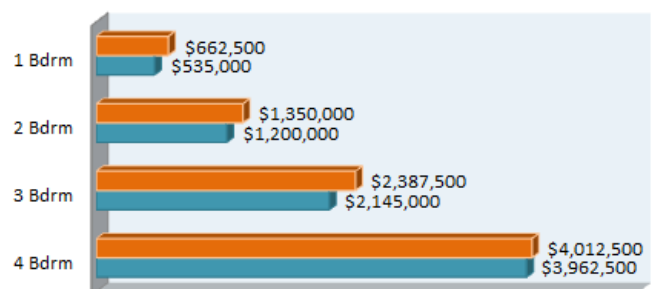 1 Bdrm
$662,500
$535,000
2 Bdrm
$1,350,000
$1,200,000
3 Bdrm
$2,387,500
$2,145,000
4 Bdrm
$4,012,500
$3,962,500